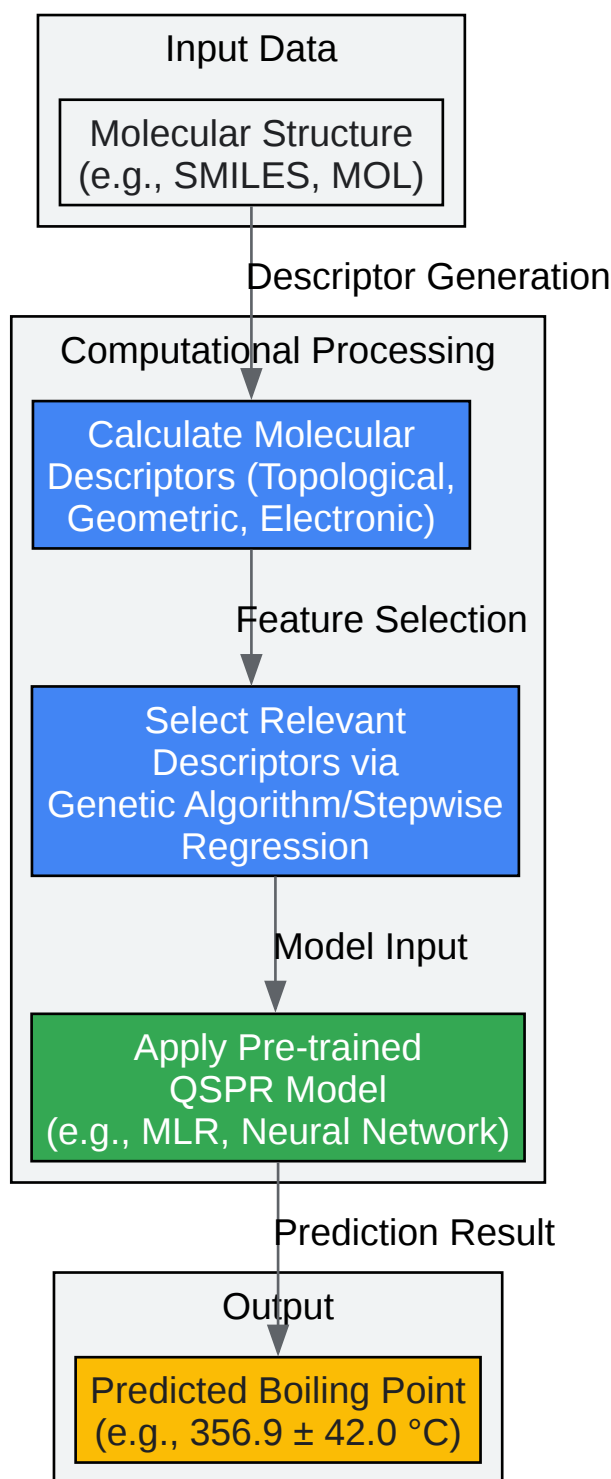 Input Data
Molecular Structure
(e.g., SMILES, MOL)
Descriptor Generation
Computational Processing
Calculate Molecular
Descriptors (Topological,
Geometric, Electronic)
Feature Selection
Select Relevant
Descriptors via
Genetic Algorithm/Stepwise
Regression
Model Input
Apply Pre-trained
QSPR Model
(e.g., MLR, Neural Network)
Prediction Result
Output
Predicted Boiling Point
(e.g., 356.9 ± 42.0 °C)